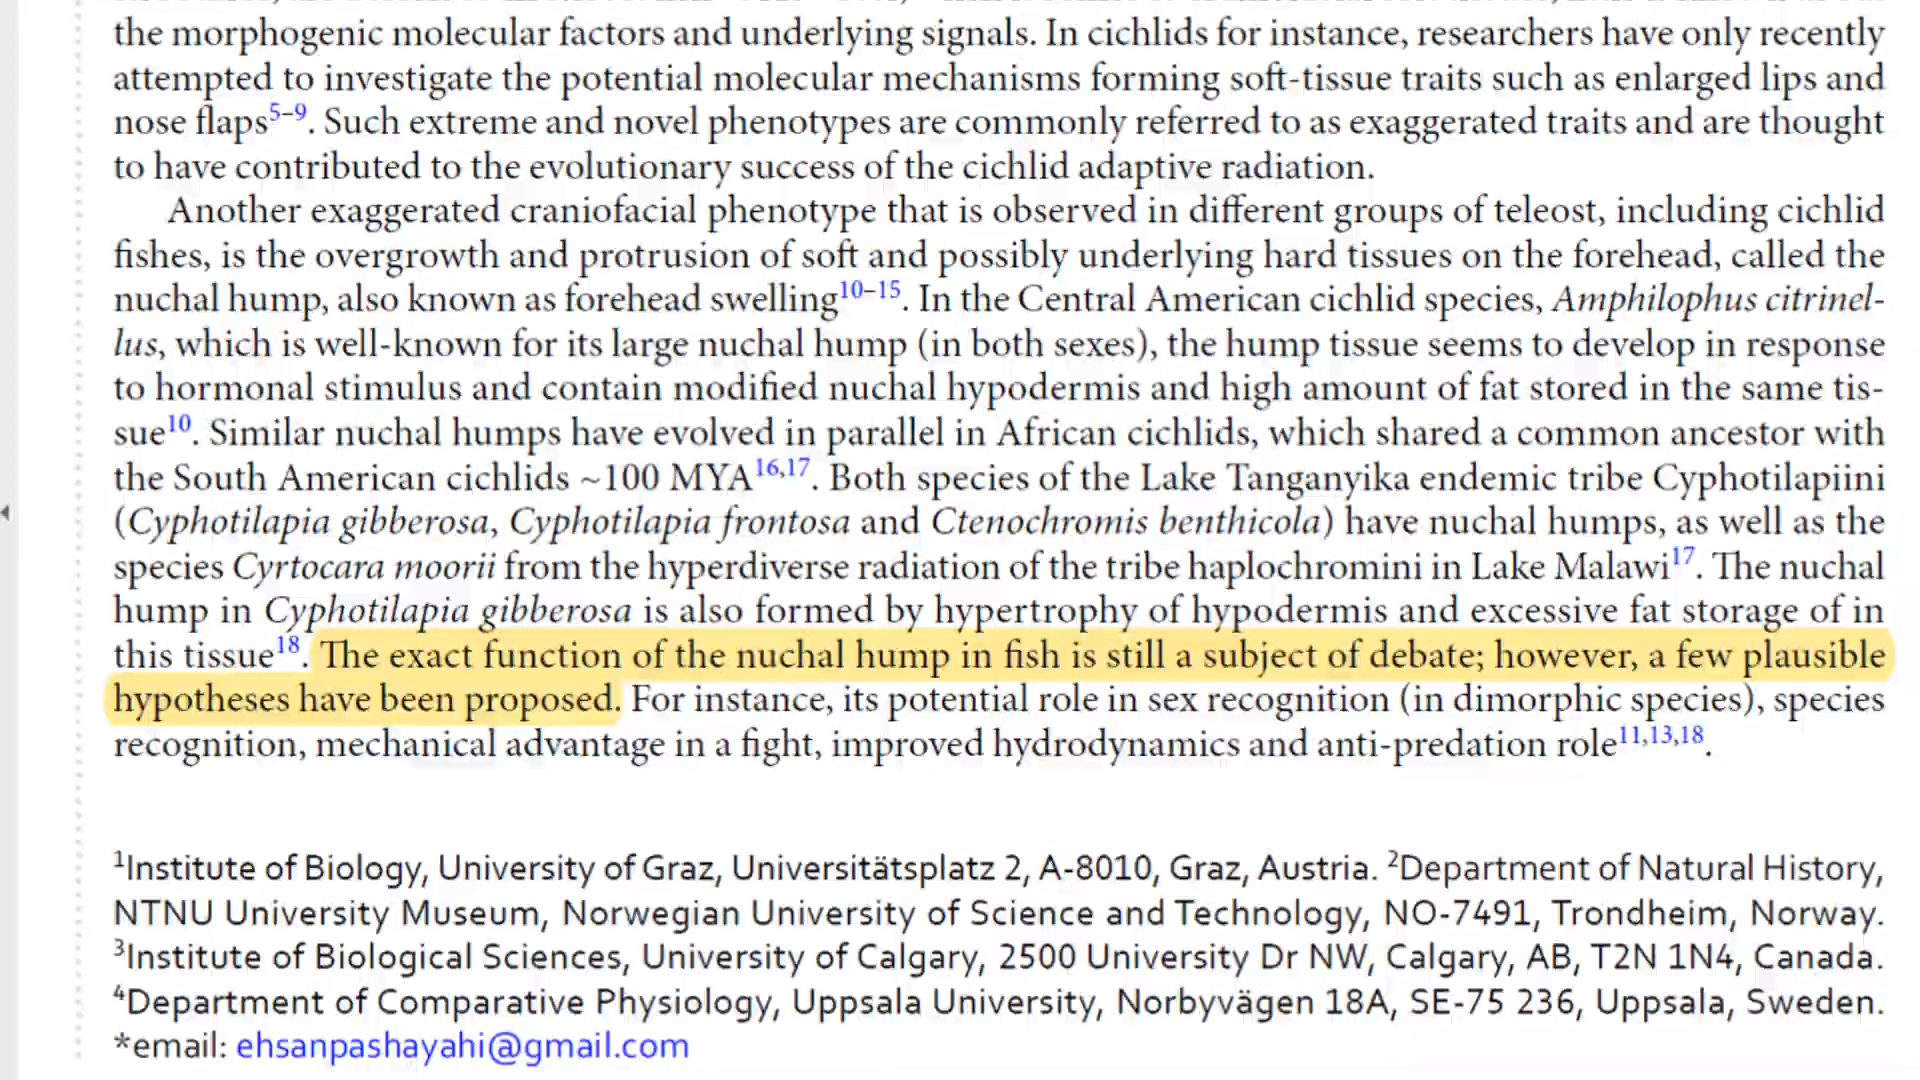 the morphogenic molecular factors and underlying signals. In cichlids for instance, researchers have only recently
attempted to investigate the potential molecular mechanisms forming soft-tissue traits such as enlarged lips and
nose flaps5–9. Such extreme and novel phenotypes are commonly referred to as exaggerated traits and are thought
to have contributed to the evolutionary success of the cichlid adaptive radiation.
Another exaggerated craniofacial phenotype that is observed in different groups of teleost, including cichlid
fishes, is the overgrowth and protrusion of soft and possibly underlying hard tissues on the forehead, called the
nuchal hump, also known as forehead swelling10–15. In the Central American cichlid species, Amphilophus citrinel-
lus, which is well-known for its large nuchal hump (in both sexes), the hump tissue seems to develop in response
to hormonal stimulus and contain modified nuchal hypodermis and high amount of fat stored in the same tis-
sue10. Similar nuchal humps have evolved in parallel in African cichlids, which shared a common ancestor with
the South American cichlids ~100 MYA16,17. Both species of the Lake Tanganyika endemic tribe Cyphotilapiini
(Cyphotilapia gibberosa, Cyphotilapia frontosa and Ctenochromis benthicola) have nuchal humps, as well as the
species Cyrtocara moorii from the hyperdiverse radiation of the tribe haplochromini in Lake Malawi17. The nuchal
hump in Cyphotilapia gibberosa is also formed by hypertrophy of hypodermis and excessive fat storage of in
this tissue18. The exact function of the nuchal hump in fish is still a subject of debate; however, a few plausible
hypotheses have been proposed. For instance, its potential role in sex recognition (in dimorphic species), species
recognition, mechanical advantage in a fight, improved hydrodynamics and anti-predation role11,13,18.
1Institute of Biology, University of Graz, Universitätsplatz 2, A-8010, Graz, Austria. 2Department of Natural History,
NTNU University Museum, Norwegian University of Science and Technology, NO-7491, Trondheim, Norway.
3Institute of Biological Sciences, University of Calgary, 2500 University Dr NW, Calgary, AB, T2N 1N4, Canada.
4Department of Comparative Physiology, Uppsala University, Norbyvägen 18A, SE-75 236, Uppsala, Sweden.
*email: ehsanpashayahi@gmail.com